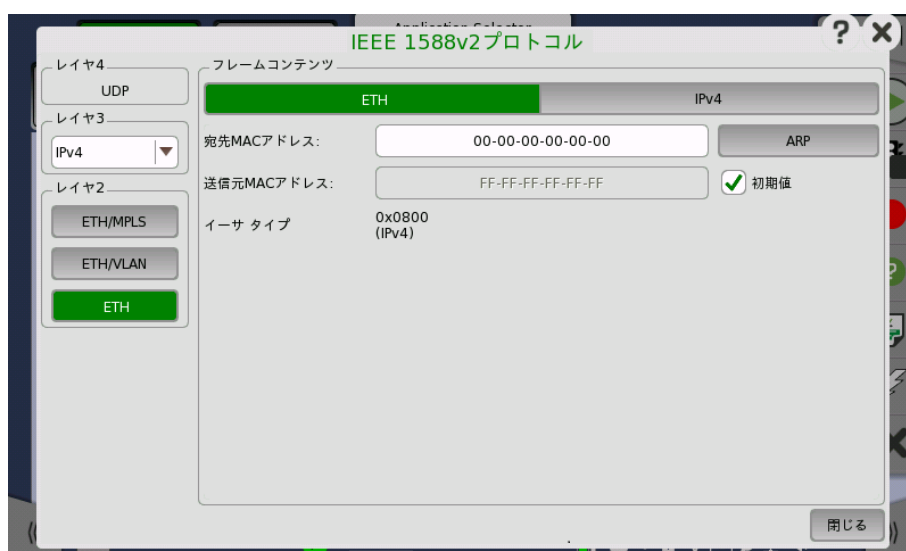 IEEE 1588v2プロトコル
?
レイヤ4
UDP
レイヤ3
IPv4
レイヤ2
ETH/MPLS
ETH/VLAN
ETH
フレームコンテンツ
ETH
IPv4
宛先MACアドレス:
00-00-00-00-00-00
ARP
送信元MACアドレス:
FF-FF-FF-FF-FF-FF
初期値
イーサ タイプ
0x0800
(IPv4)
閉じる